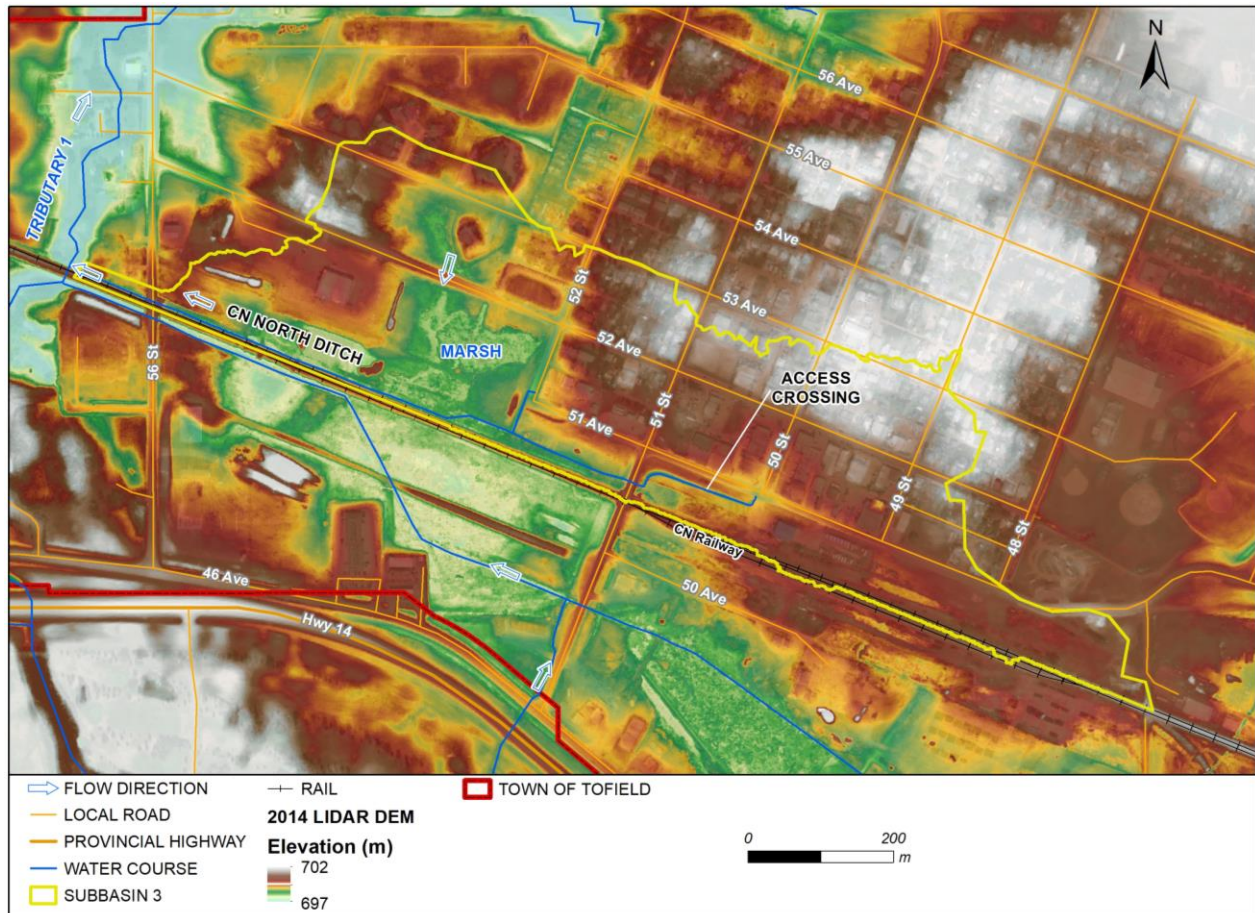 N
56 Ave
55 Ave
TRIBUTARY 1
54 Ave
52 St
53 Ave
CN NORTH DITCH
MARSH
52 Ave
56 St
ACCESS
CROSSING
51 Ave
51 St
50 St
49 St
48 St
CN Railway
46 Ave
50 Ave
Hwy 14
FLOW DIRECTION
LOCAL ROAD
PROVINCIAL HIGHWAY
WATER COURSE
SUBBASIN 3
RAIL
2014 LIDAR DEM
Elevation (m)
702
697
TOWN OF TOFIELD
0 200
m